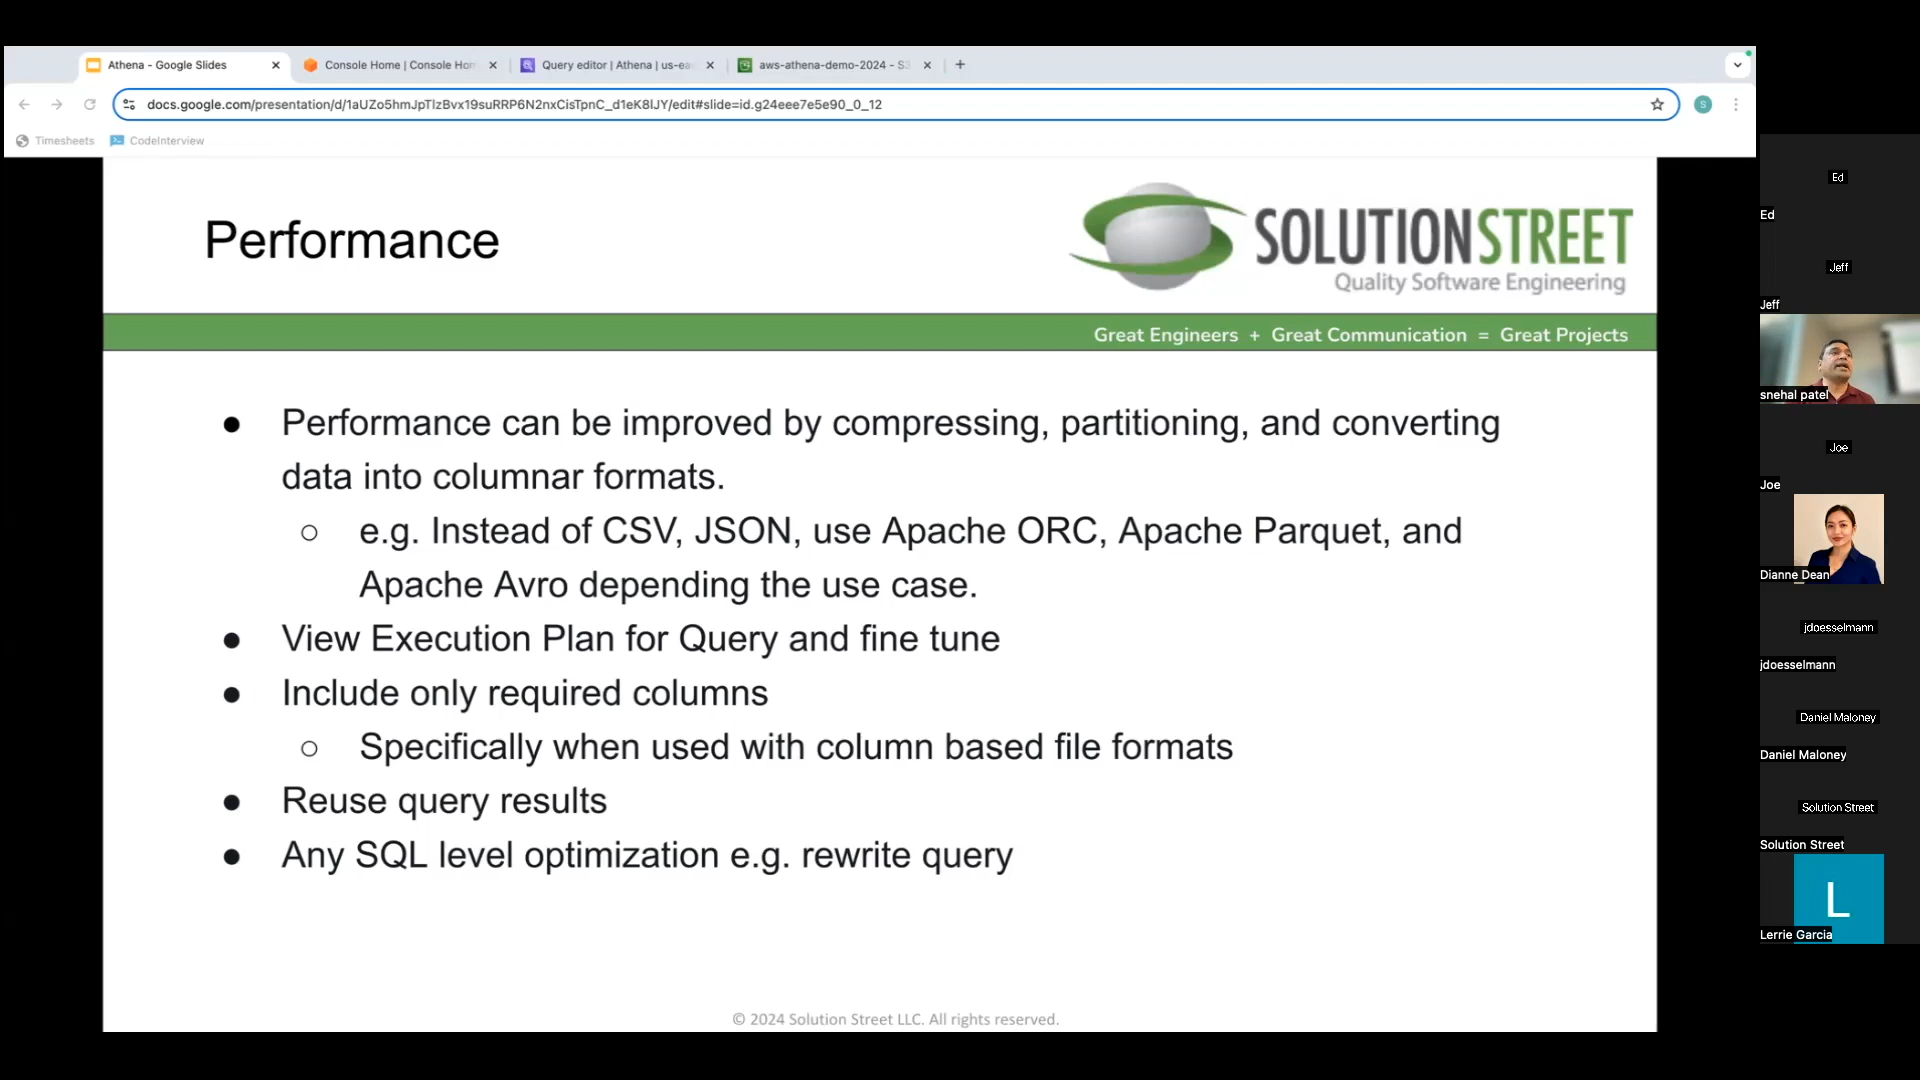 Athena - Google Slides
Console Home | Console Hom
Query editor | Athena | us-ea
aws-athena-demo-2024 - S3
docs.google.com/presentation/d/1aUZo5hmJpTlzBvx19suRRP6N2nxCisTpnC_d1eK8lJY/edit#slide=id.g24eee7e5e90_0_12
S
Timesheets
CodeInterview
Performance
SOLUTIONSTREET
Quality Software Engineering
Great Engineers + Great Communication = Great Projects
● Performance can be improved by compressing, partitioning, and converting
data into columnar formats.
○ e.g. Instead of CSV, JSON, use Apache ORC, Apache Parquet, and
Apache Avro depending the use case.
● View Execution Plan for Query and fine tune
● Include only required columns
○ Specifically when used with column based file formats
● Reuse query results
● Any SQL level optimization e.g. rewrite query
© 2024 Solution Street LLC. All rights reserved.
Ed
Ed
Jeff
Jeff
snehal patel
Joe
Joe
Dianne Dean
jdoesselmann
jdoesselmann
Daniel Maloney
Daniel Maloney
Solution Street
Solution Street
L
Lerrie Garcia